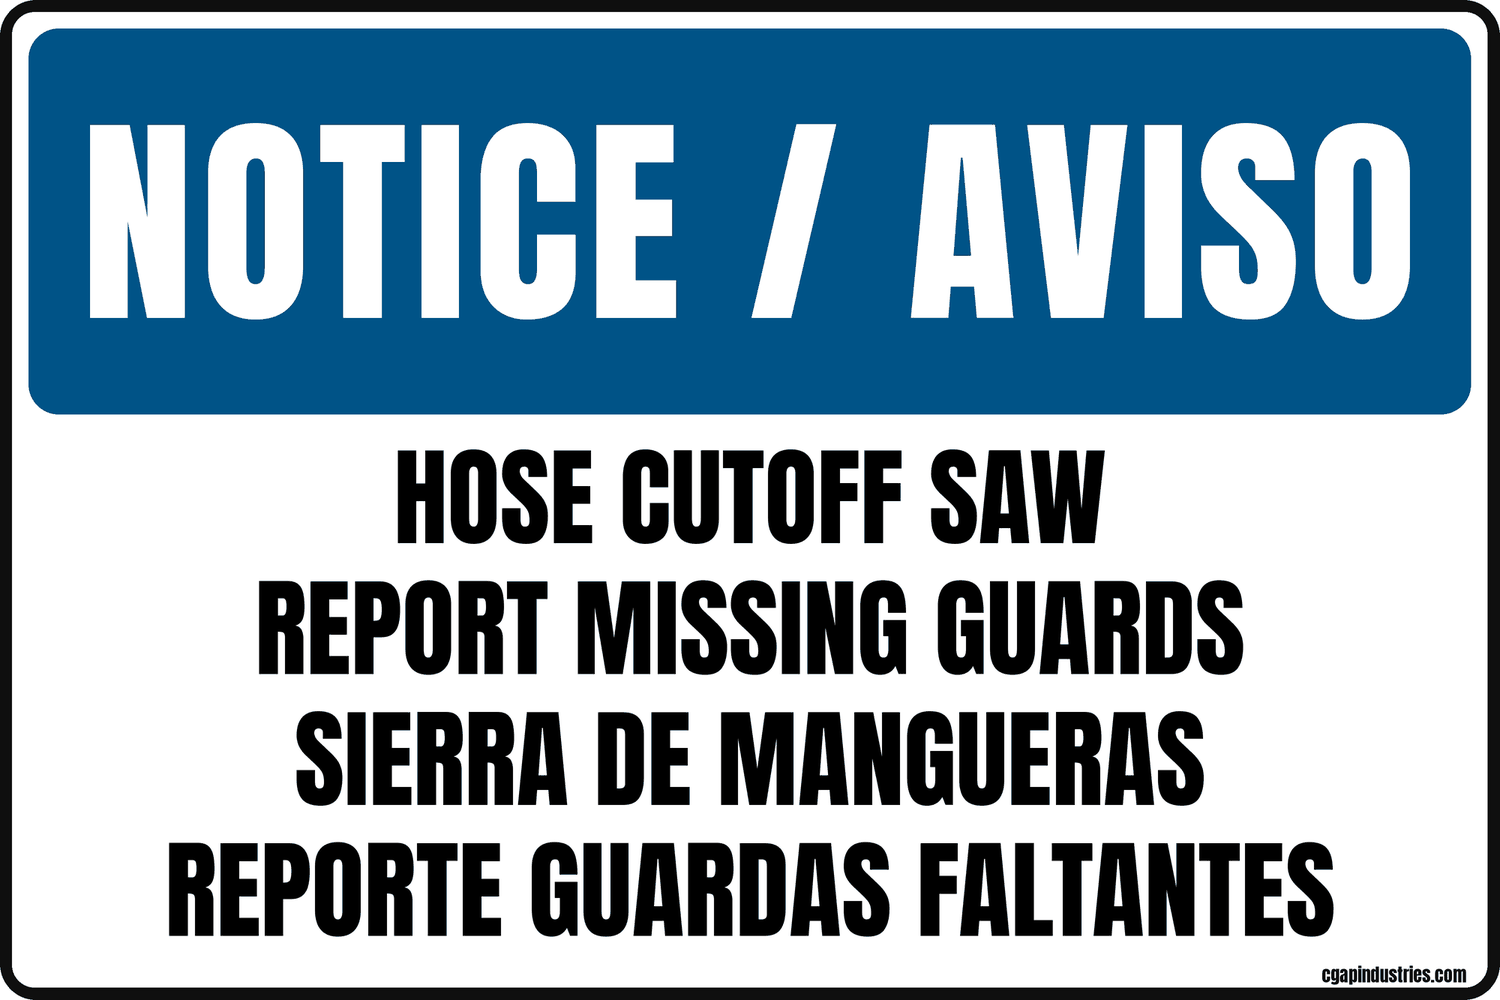 NOTICE / AVISO
HOSE CUTOFF SAW
REPORT MISSING GUARDS
SIERRA DE MANGUERAS
REPORTE GUARDAS FALTANTES
cgapindustries.com